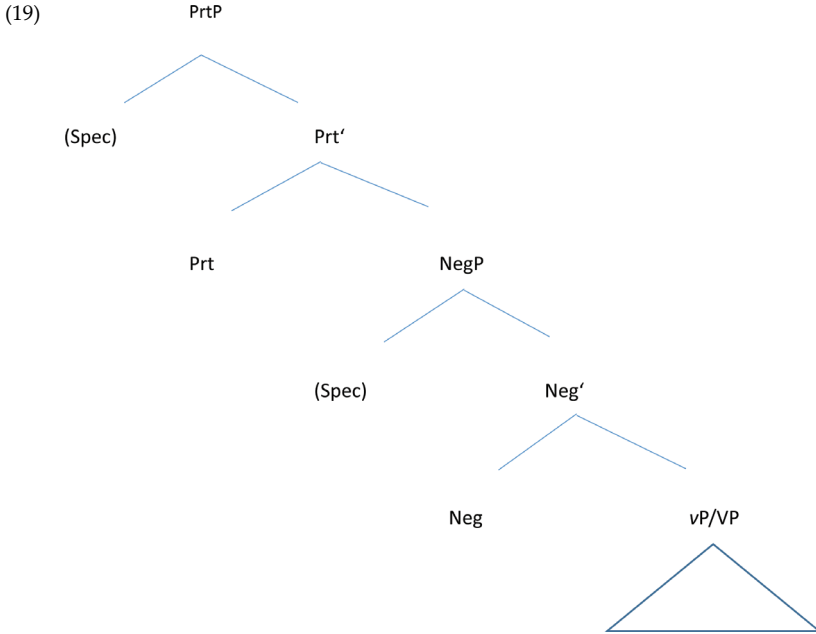 (19) PrtP
(Spec) Prt‘
Prt NegP
(Spec) Neg‘
Neg vP/VP